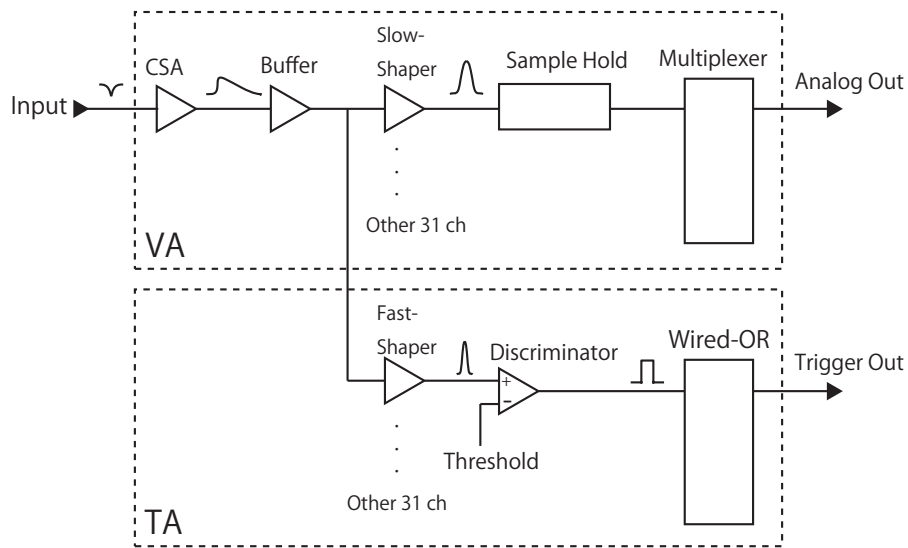 Slow-
Shaper
CSA
Buffer
Sample Hold
Multiplexer
Input
Analog Out
Other 31 ch
VA
Fast-
Shaper
Discriminator
Wired-OR
Trigger Out
+
−
Threshold
Other 31 ch
TA